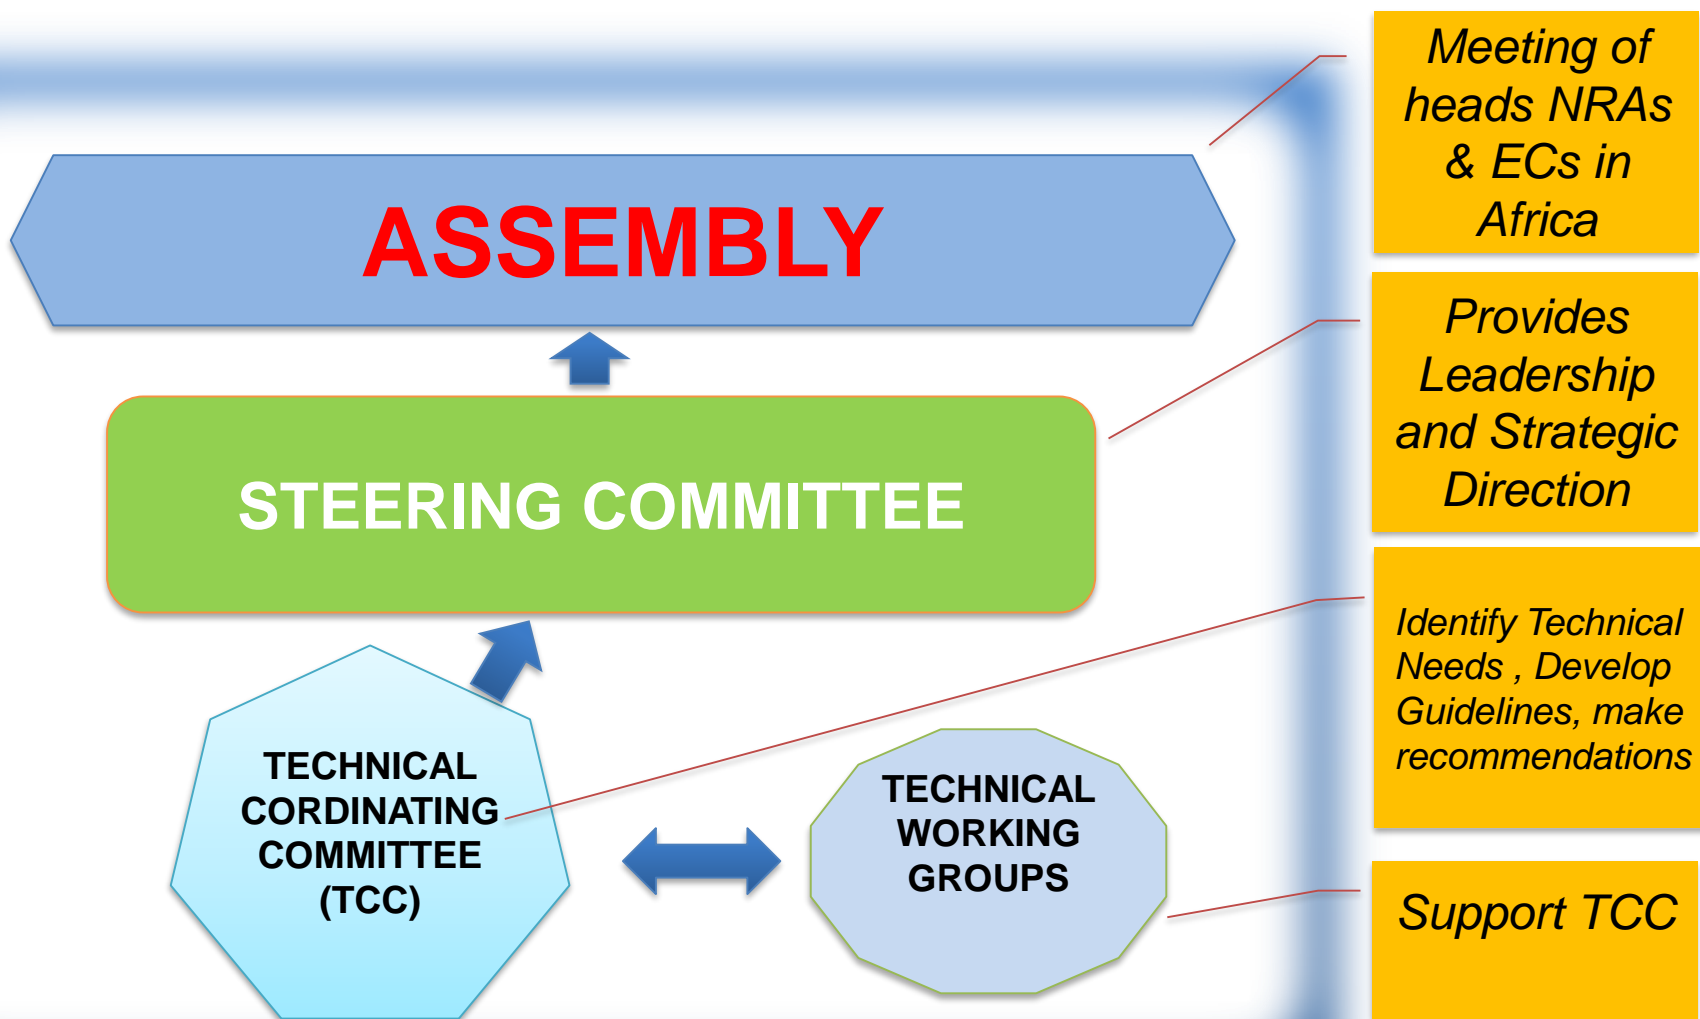 ASSEMBLY
STEERING COMMITTEE
TECHNICAL
CORDINATING
COMMITTEE
(TCC)
TECHNICAL
WORKING
GROUPS
Meeting of
heads NRAs
& ECs in
Africa
Provides
Leadership
and Strategic
Direction
Identify Technical
Needs , Develop
Guidelines, make
recommendations
Support TCC